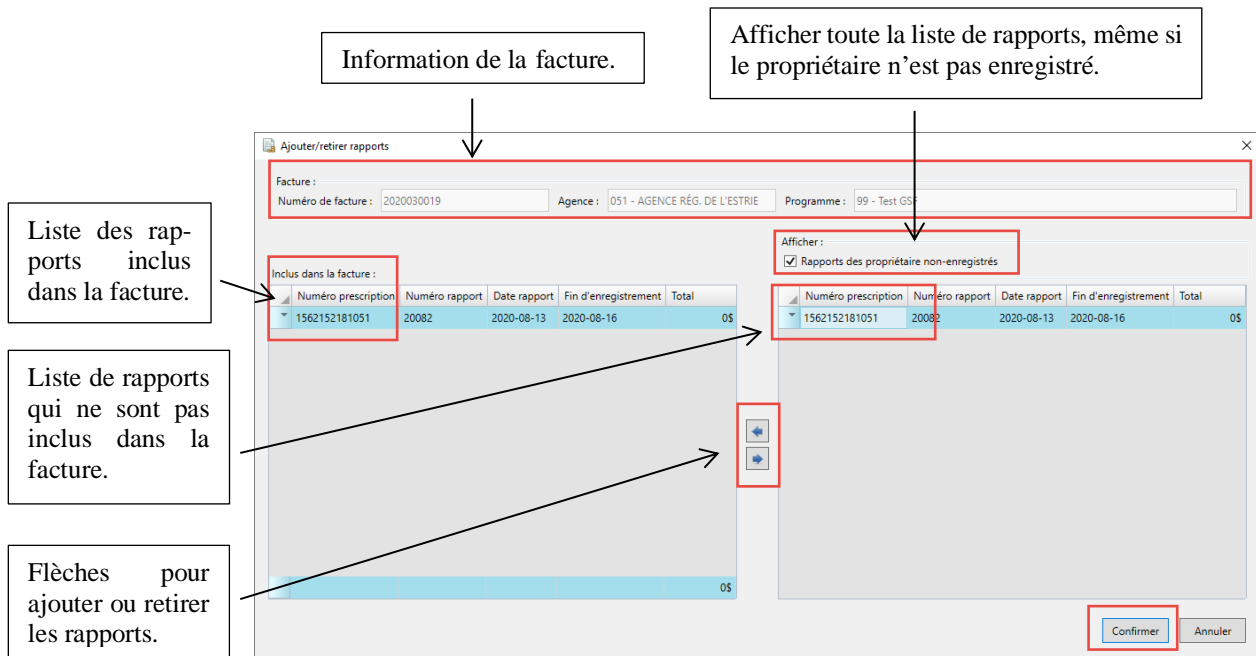 Information de la facture.
Afficher toute la liste de rapports, même si
le propriétaire n’est pas enregistré.
Ajouter/retirer rapports
Facture :
Numéro de facture : 2020030019 Agence : 051 - AGENCE RÉG. DE L'ESTRIE Programme : 99 - Test GSF
Liste des rap-
ports inclus
dans la facture.
Afficher :
Rapports des propriétaire non-enregistrés
Inclus dans la facture :
Numéro prescription Numéro rapport Date rapport Fin d'enregistrement Total
1562152181051 20082 2020-08-13 2020-08-16 0$
Numéro prescription Numéro rapport Date rapport Fin d'enregistrement Total
1562152181051 20082 2020-08-13 2020-08-16 0$
Liste de rapports
qui ne sont pas
inclus dans la
facture.
Flèches pour
ajouter ou retirer
les rapports.
0$
Confirmer Annuler